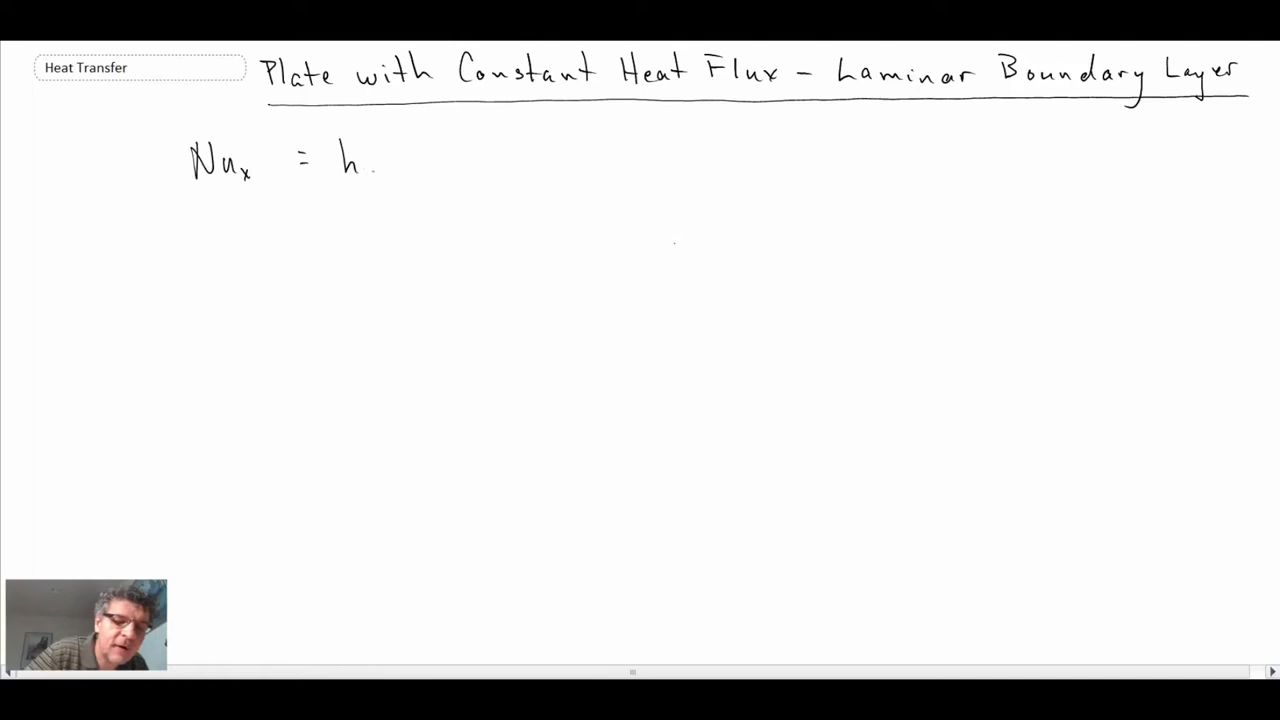 Heat Transfer
Plate with Constant Heat Flux - Laminar Boundary Layer
Nux = h